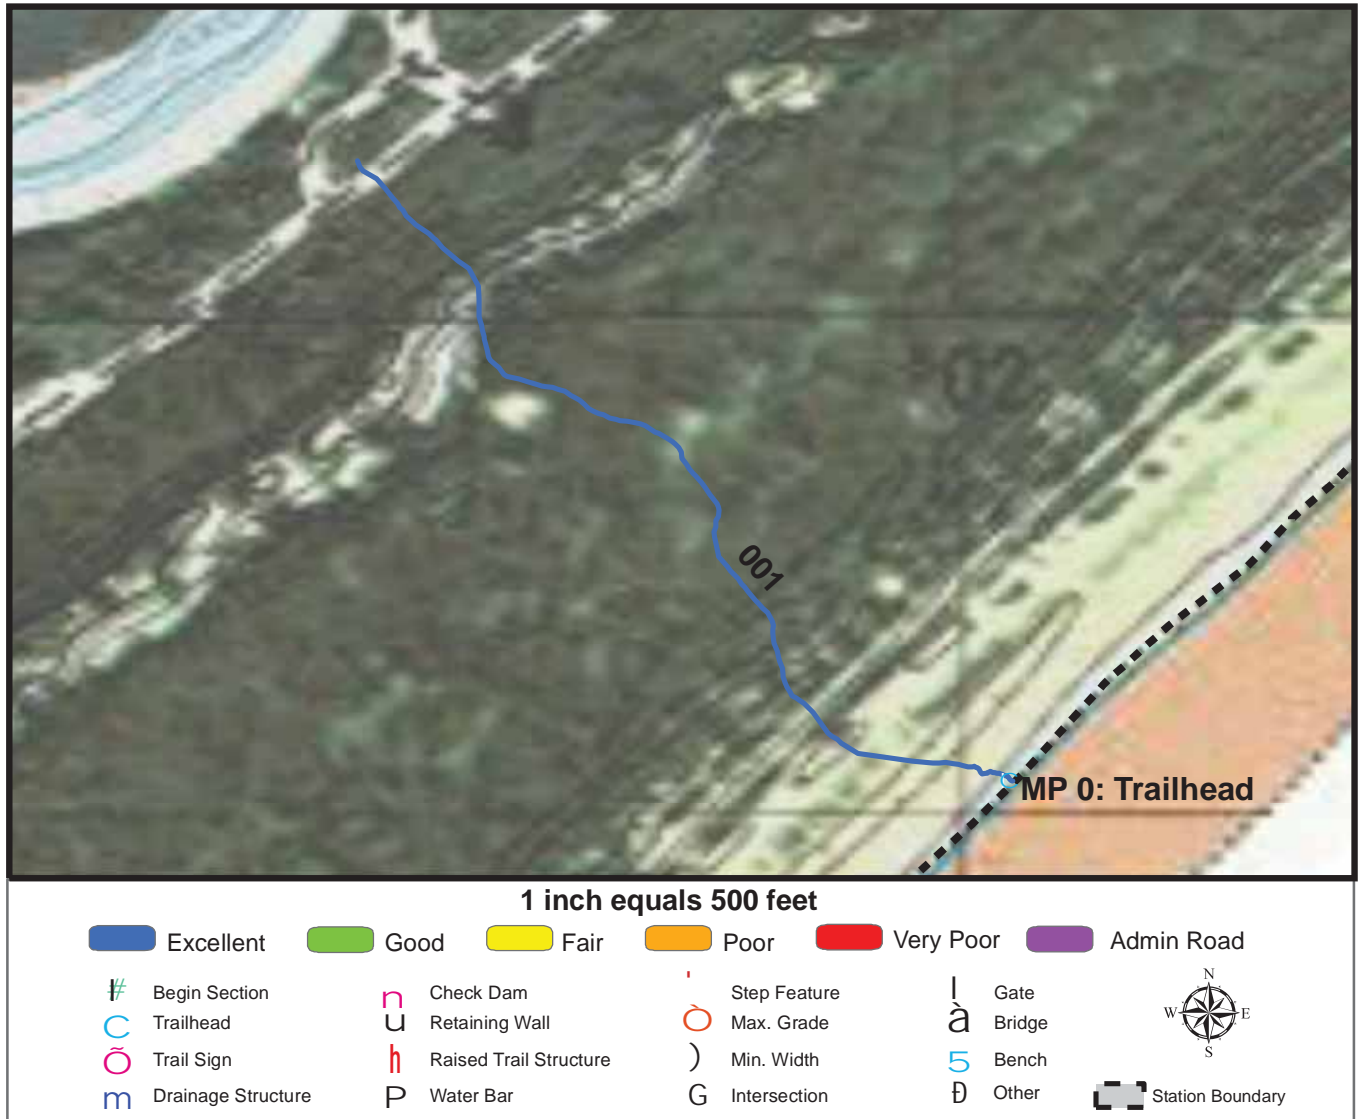 02
001
MP 0: Trailhead
1 inch equals 500 feet
Excellent
Good
Fair
Poor
Very Poor
Admin Road
# Begin Section
n Check Dam
' Step Feature
Gate
C Trailhead
u Retaining Wall
Ò Max. Grade
à Bridge
Õ Trail Sign
h Raised Trail Structure
) Min. Width
5 Bench
m Drainage Structure
P Water Bar
G Intersection
Ð Other
Station Boundary
N
W
E
S